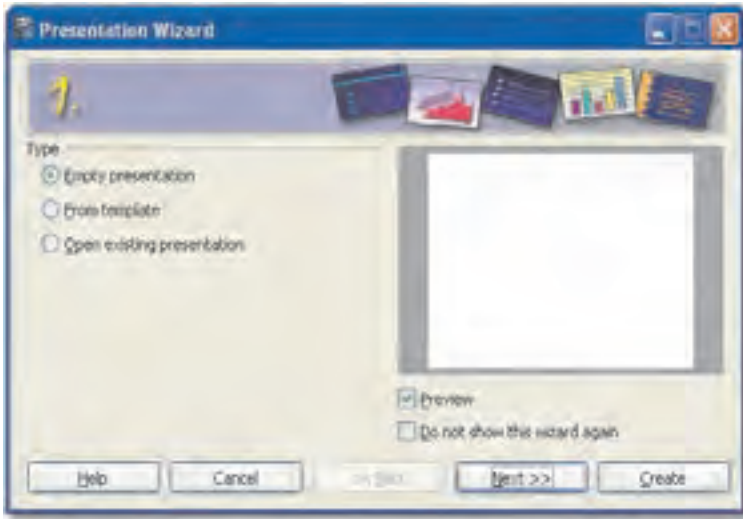 Presentation Wizard
1.
Type
Empty presentation
From template
Open existing presentation
Preview
Do not show this wizard again
Help
Cancel
<< Back
Next >>
Create